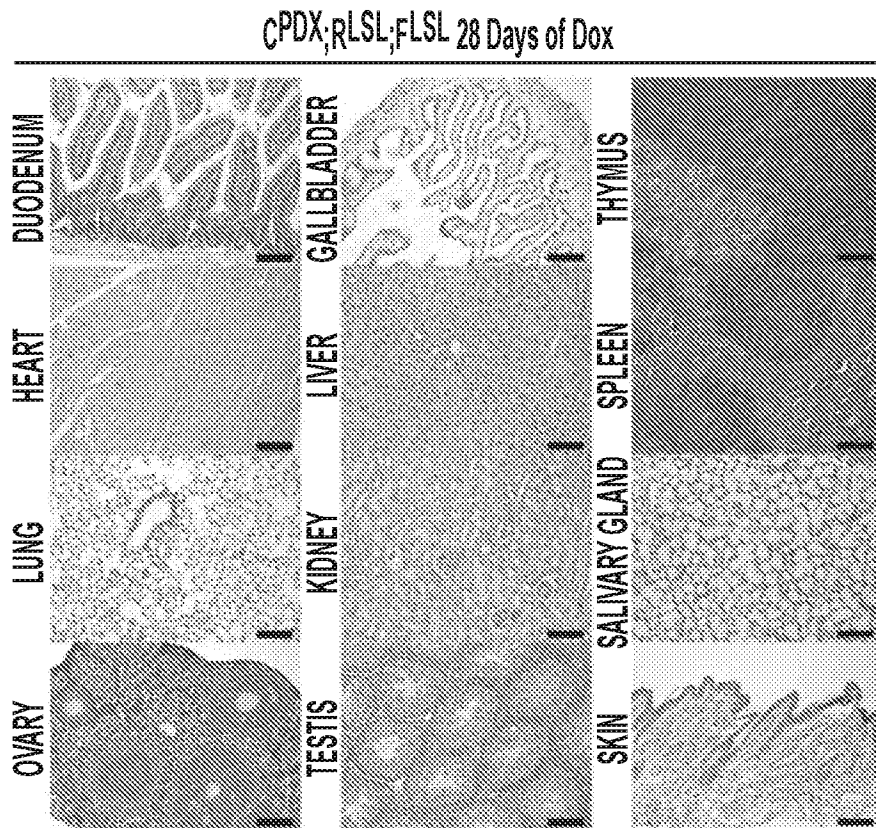 CPDX;RLSL;FLSL 28 Days of Dox
DUODENUM
GALLBLADDER
THYMUS
HEART
LIVER
SPLEEN
LUNG
KIDNEY
SALIVARY GLAND
OVARY
TESTIS
SKIN